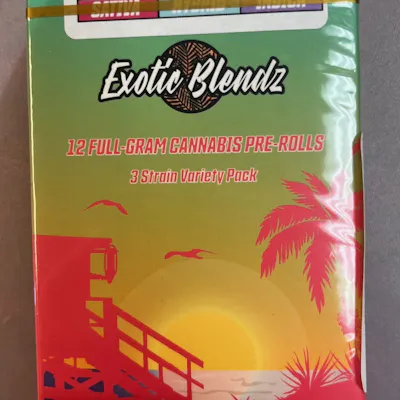 SATIVA
INDICA
Exotic Blendz
12 FULL-GRAM CANNABIS PRE-ROLLS
3 Strain Variety Pack